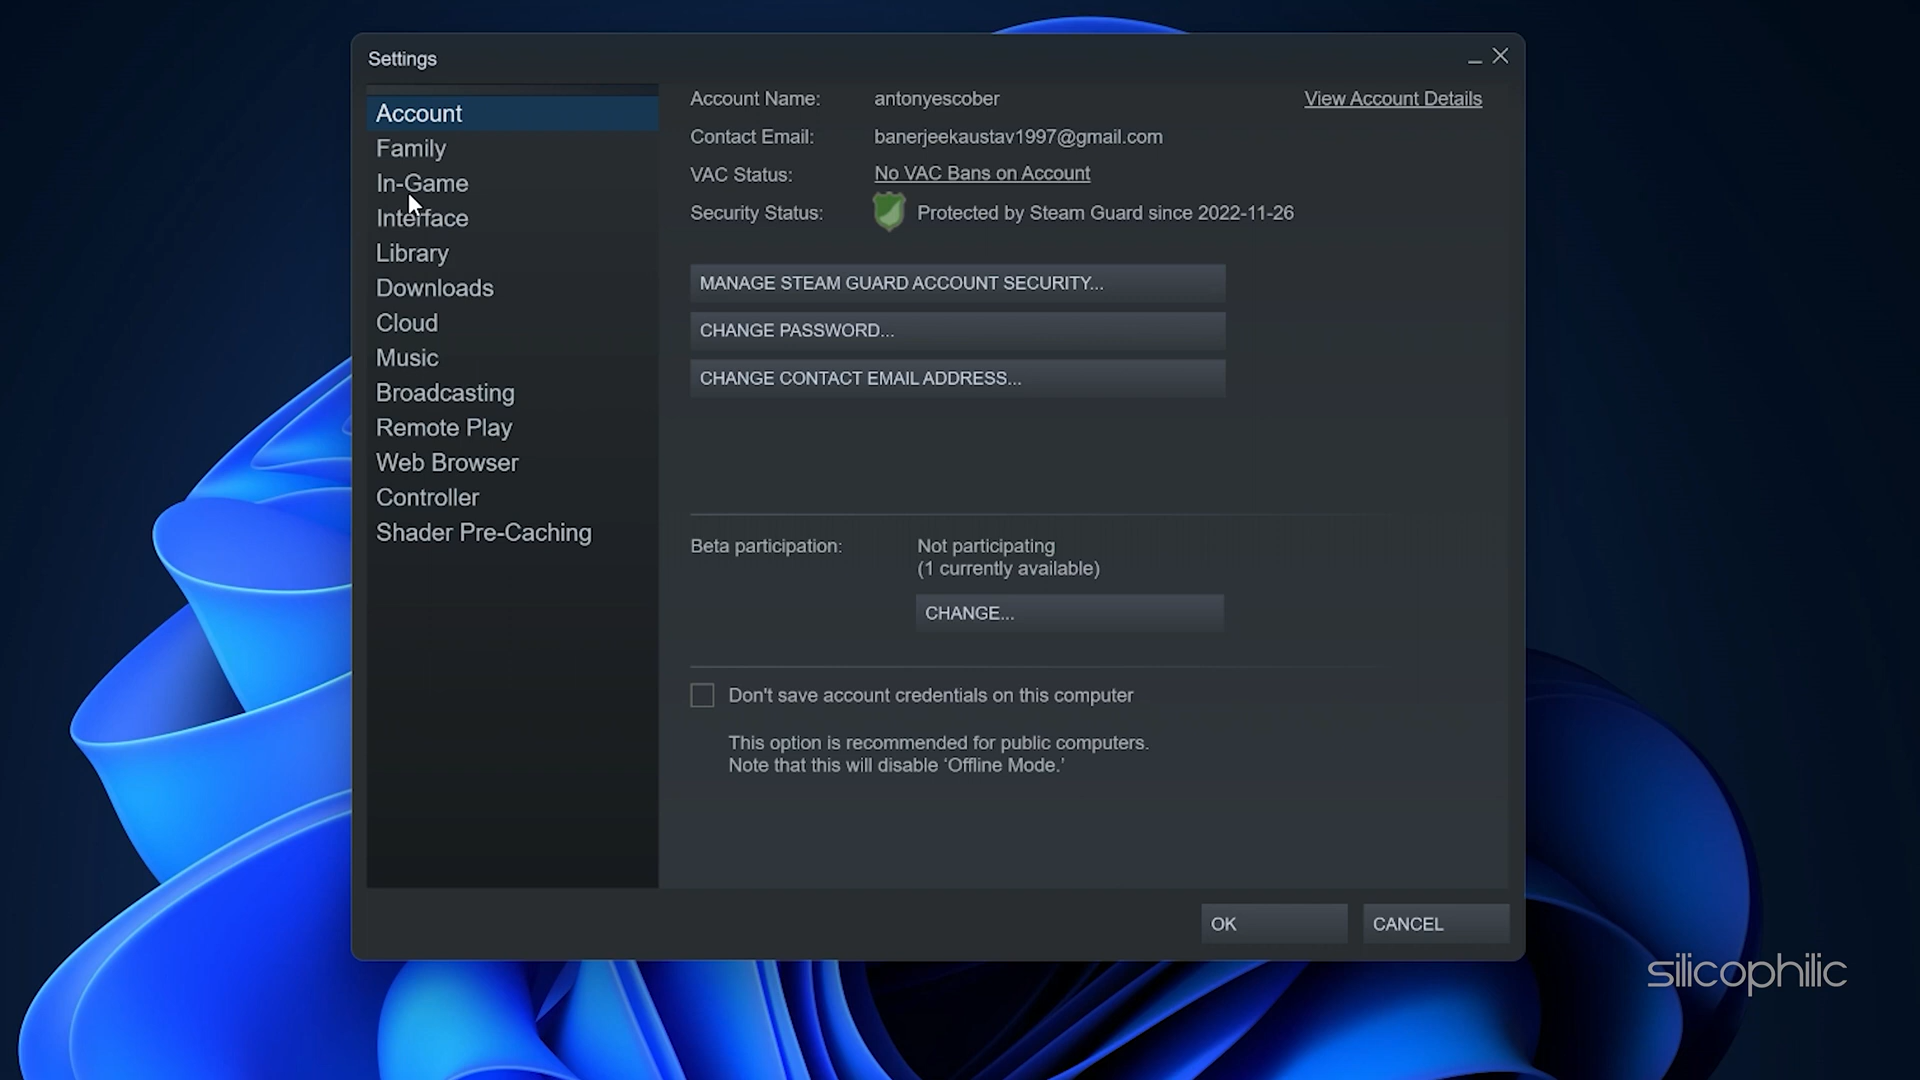 Settings
Account
Family
In-Game
Interface
Library
Downloads
Cloud
Music
Broadcasting
Remote Play
Web Browser
Controller
Shader Pre-Caching
Account Name: antonyescober View Account Details
Contact Email: banerjeekaustav1997@gmail.com
VAC Status: No VAC Bans on Account
Security Status: Protected by Steam Guard since 2022-11-26
MANAGE STEAM GUARD ACCOUNT SECURITY...
CHANGE PASSWORD...
CHANGE CONTACT EMAIL ADDRESS...
Beta participation: Not participating
(1 currently available)
CHANGE...
Don't save account credentials on this computer
This option is recommended for public computers.
Note that this will disable ‘Offline Mode.’
OK CANCEL
silicophilic